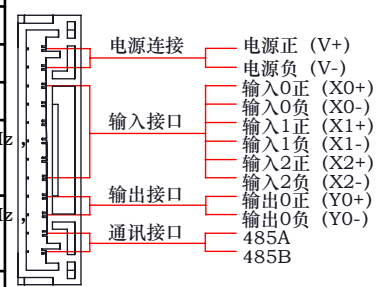 电源连接
电源正 (V+)
电源负 (V-)
输入接口
输入0正 (X0+)
输入0负 (X0-)
输入1正 (X1+)
输入1负 (X1-)
输入2正 (X2+)
输入2负 (X2-)
输出接口
输出0正 (Y0+)
输出0负 (Y0-)
通讯接口
485A
485B
Iz,
Iz,